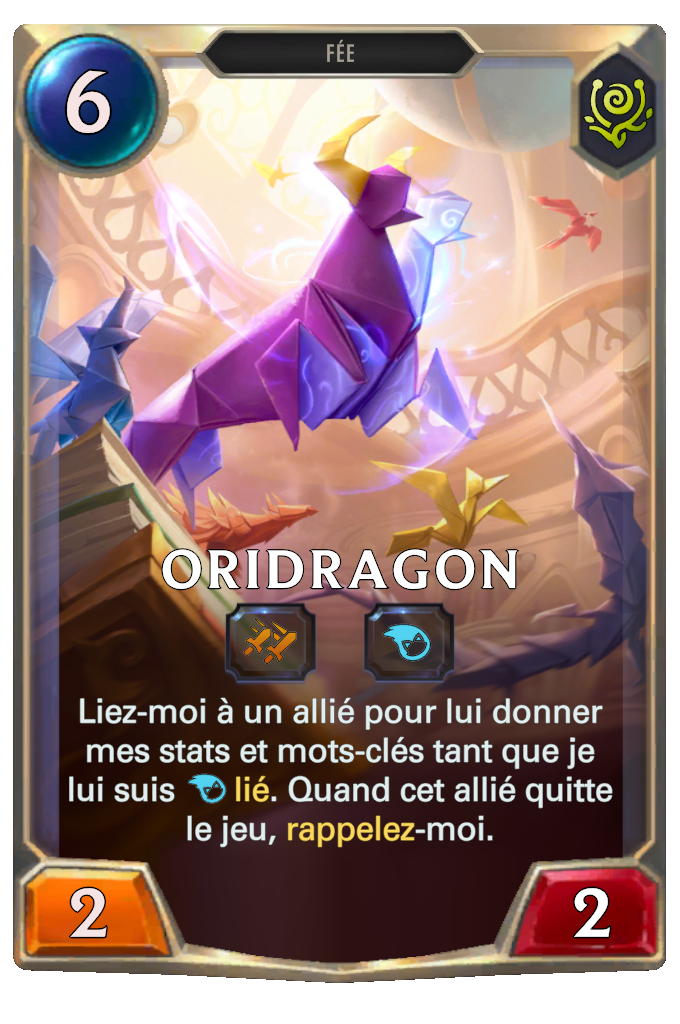 FÉE
6
ORIDRAGON
Liez-moi à un allié pour lui donner
mes stats et mots-clés tant que je
lui suis lié. Quand cet allié quitte
le jeu, rappelez-moi.
2
2